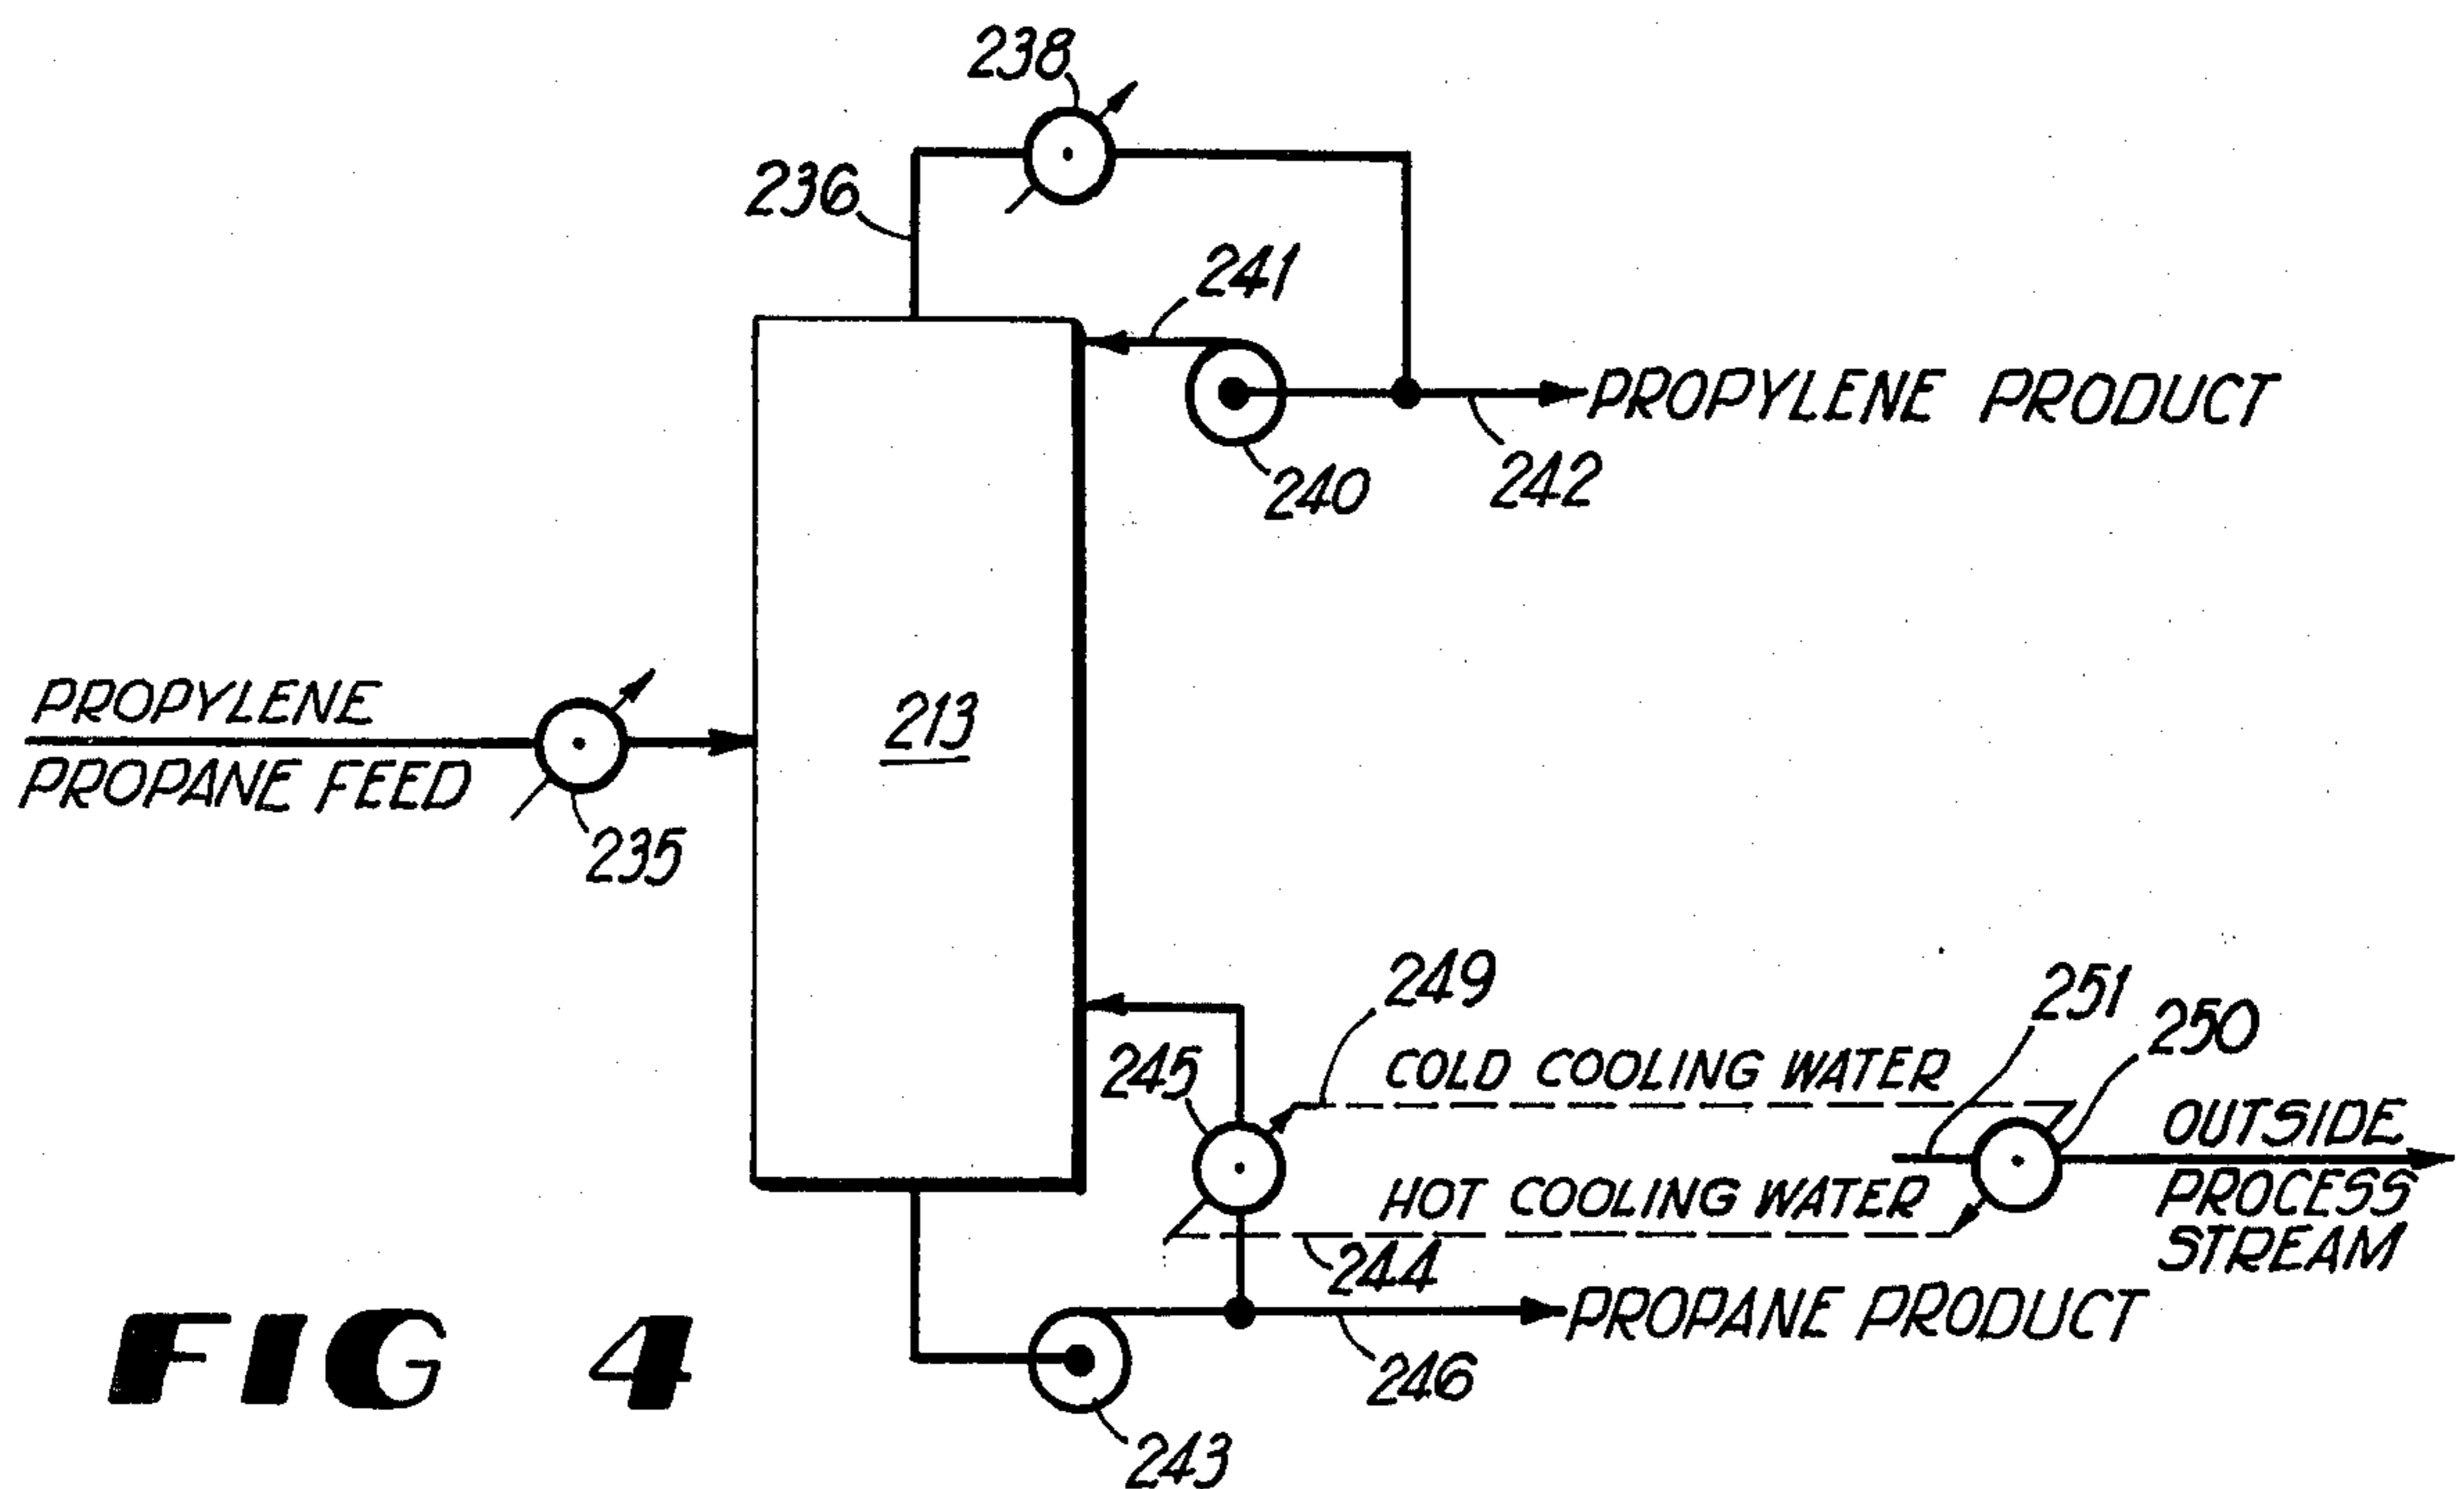 238
236
241
PROPYLENE PRODUCT
240
242
PROPYLENE
PROPANE FEED
213
235
249
251
250
245
COLD COOLING WATER
OUTSIDE
PROCESS
STREAM
HOT COOLING WATER
244
PROPANE PRODUCT
246
243
FIG 4